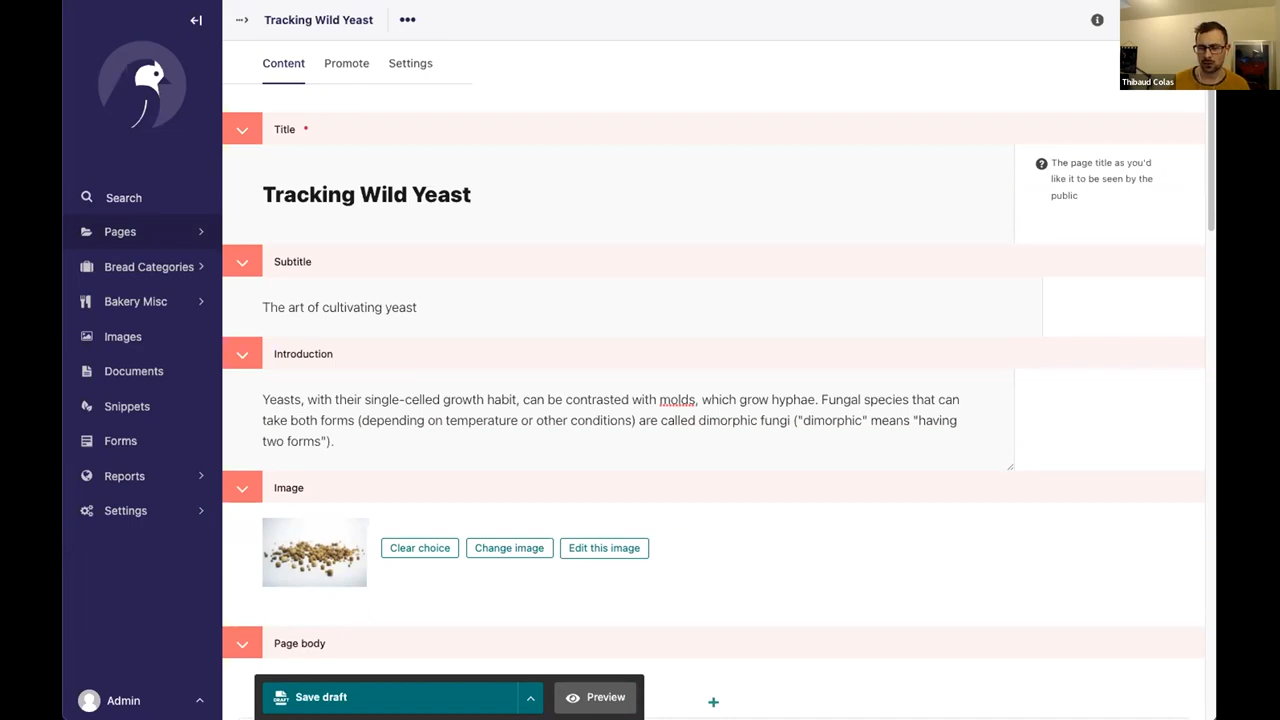 Tracking Wild Yeast
Thibaud Colas
Content Promote Settings
Search
Pages
Bread Categories
Bakery Misc
Images
Documents
Snippets
Forms
Reports
Settings
Admin
Title *
Tracking Wild Yeast
The page title as you'd
like it to be seen by the
public
Subtitle
The art of cultivating yeast
Introduction
Yeasts, with their single-celled growth habit, can be contrasted with molds, which grow hyphae. Fungal species that can
take both forms (depending on temperature or other conditions) are called dimorphic fungi ("dimorphic" means "having
two forms").
Image
Clear choice Change image Edit this image
Page body
DRAFT Save draft Preview